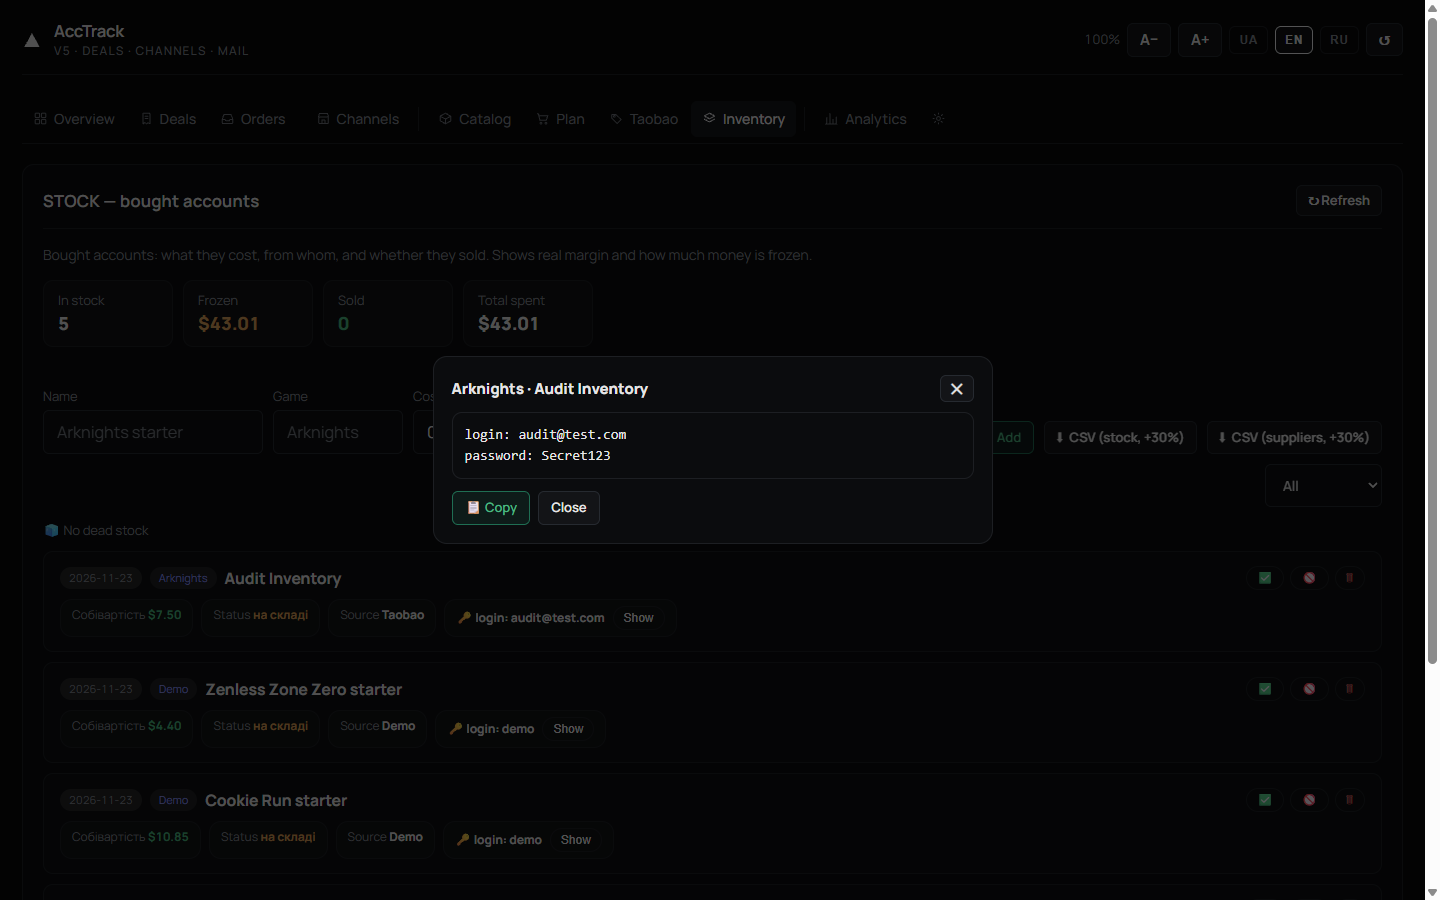 AccTrack
V5 · DEALS · CHANNELS · MAIL
100% A− A+ UA EN RU ↺
Overview Deals Orders Channels Catalog Plan Taobao Inventory Analytics
STOCK — bought accounts
↻ Refresh
Bought accounts: what they cost, from whom, and whether they sold. Shows real margin and how much money is frozen.
In stock
5
Frozen
$43.01
Sold
0
Total spent
$43.01
Name
Arknights starter
Game
Arknights
Add
⬇ CSV (stock, +30%)
⬇ CSV (suppliers, +30%)
All
Arknights · Audit Inventory
✕
login: audit@test.com
password: Secret123
📋 Copy
Close
🧊 No dead stock
2026-11-23 Arknights Audit Inventory
Собівартість $7.50 Status на складі Source Taobao 🔑 login: audit@test.com Show
2026-11-23 Demo Zenless Zone Zero starter
Собівартість $4.40 Status на складі Source Demo 🔑 login: demo Show
2026-11-23 Demo Cookie Run starter
Собівартість $10.85 Status на складі Source Demo 🔑 login: demo Show